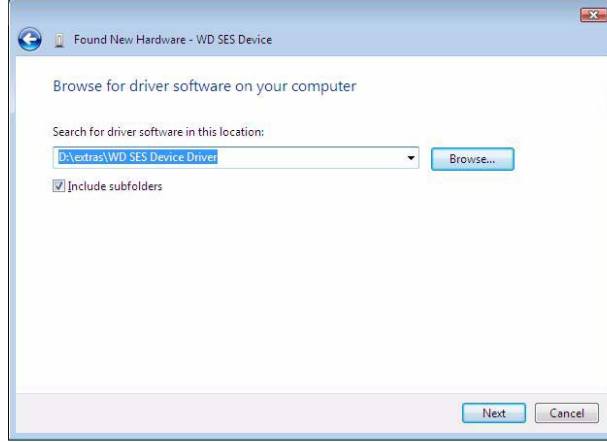 Found New Hardware - WD SES Device
Browse for driver software on your computer
Search for driver software in this location:
D:\extras\WD SES Device Driver
Browse...
Include subfolders
Next
Cancel